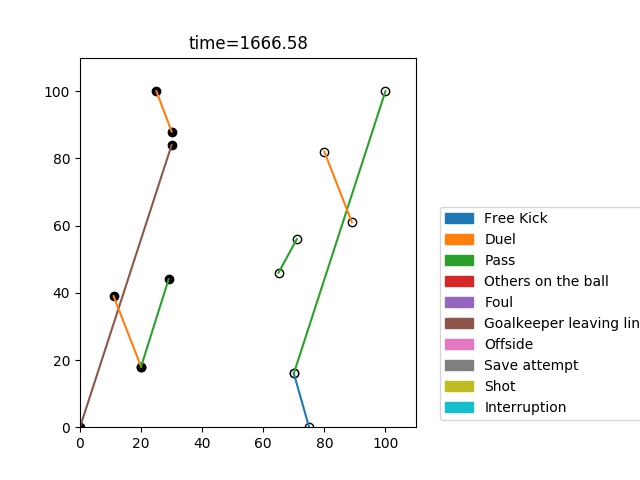 time=1666.58
100
80
60
40
20
0
0 20 40 60 80 100
Free Kick
Duel
Pass
Others on the ball
Foul
Goalkeeper leaving lin
Offside
Save attempt
Shot
Interruption